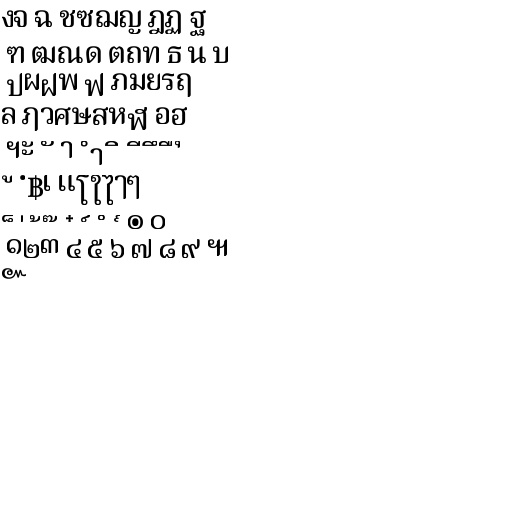 งจ ฉ ชซฌญ ฎฏ ฐ
ฑ ฒณด ตถท ธ น บ
ปผฝพ ฟ ภมยรฤ
ล ฦวศษสหฬ อฮ
ฯะ ั า ำ ิ ี ึ ื ุ
ู ฺ ฿เ แโใไๅๆ
็ ่ ้ ๊ ๋ ์ ํ ๎ ๏ ๐
๑๒๓ ๔ ๕ ๖ ๗ ๘ ๙ ๚
๛